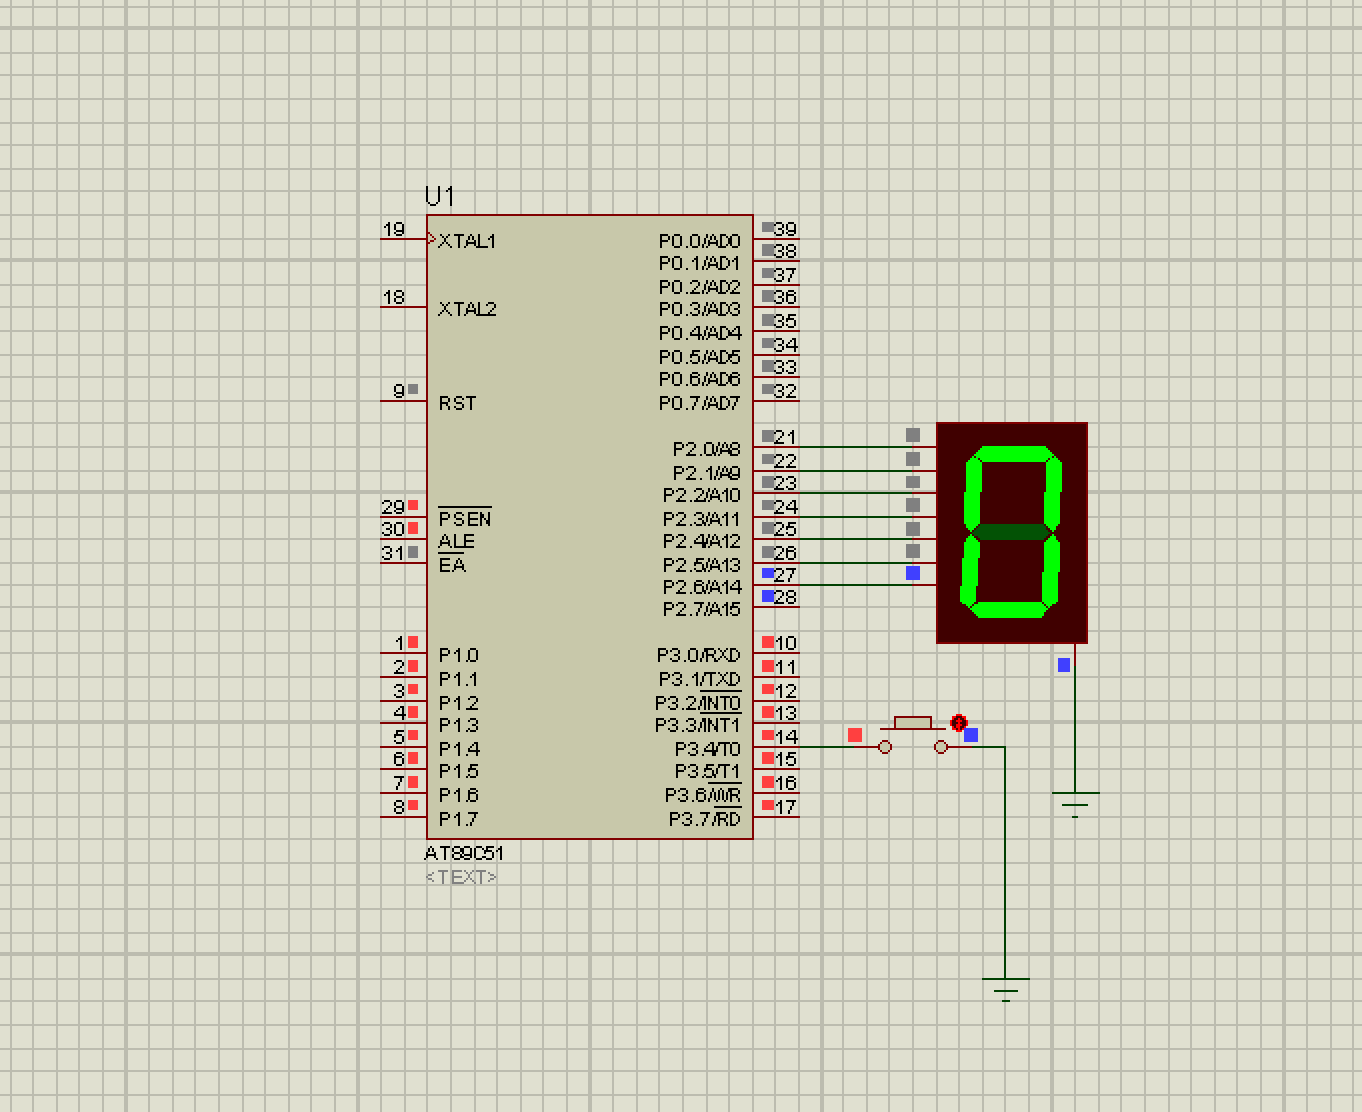 U1
19 XTAL1 P0.0/AD0 39
P0.1/AD1 38
P0.2/AD2 37
18 XTAL2 P0.3/AD3 36
P0.4/AD4 35
P0.5/AD5 34
P0.6/AD6 33
9 RST P0.7/AD7 32
P2.0/A8 21
P2.1/A9 22
P2.2/A10 23
29 PSEN P2.3/A11 24
30 ALE P2.4/A12 25
31 EA P2.5/A13 26
P2.6/A14 27
P2.7/A15 28
1 P1.0 P3.0/RXD 10
2 P1.1 P3.1/TXD 11
3 P1.2 P3.2/INT0 12
4 P1.3 P3.3/INT1 13
5 P1.4 P3.4/T0 14
6 P1.5 P3.5/T1 15
7 P1.6 P3.6/WR 16
8 P1.7 P3.7/RD 17
AT89C51
<TEXT>
0